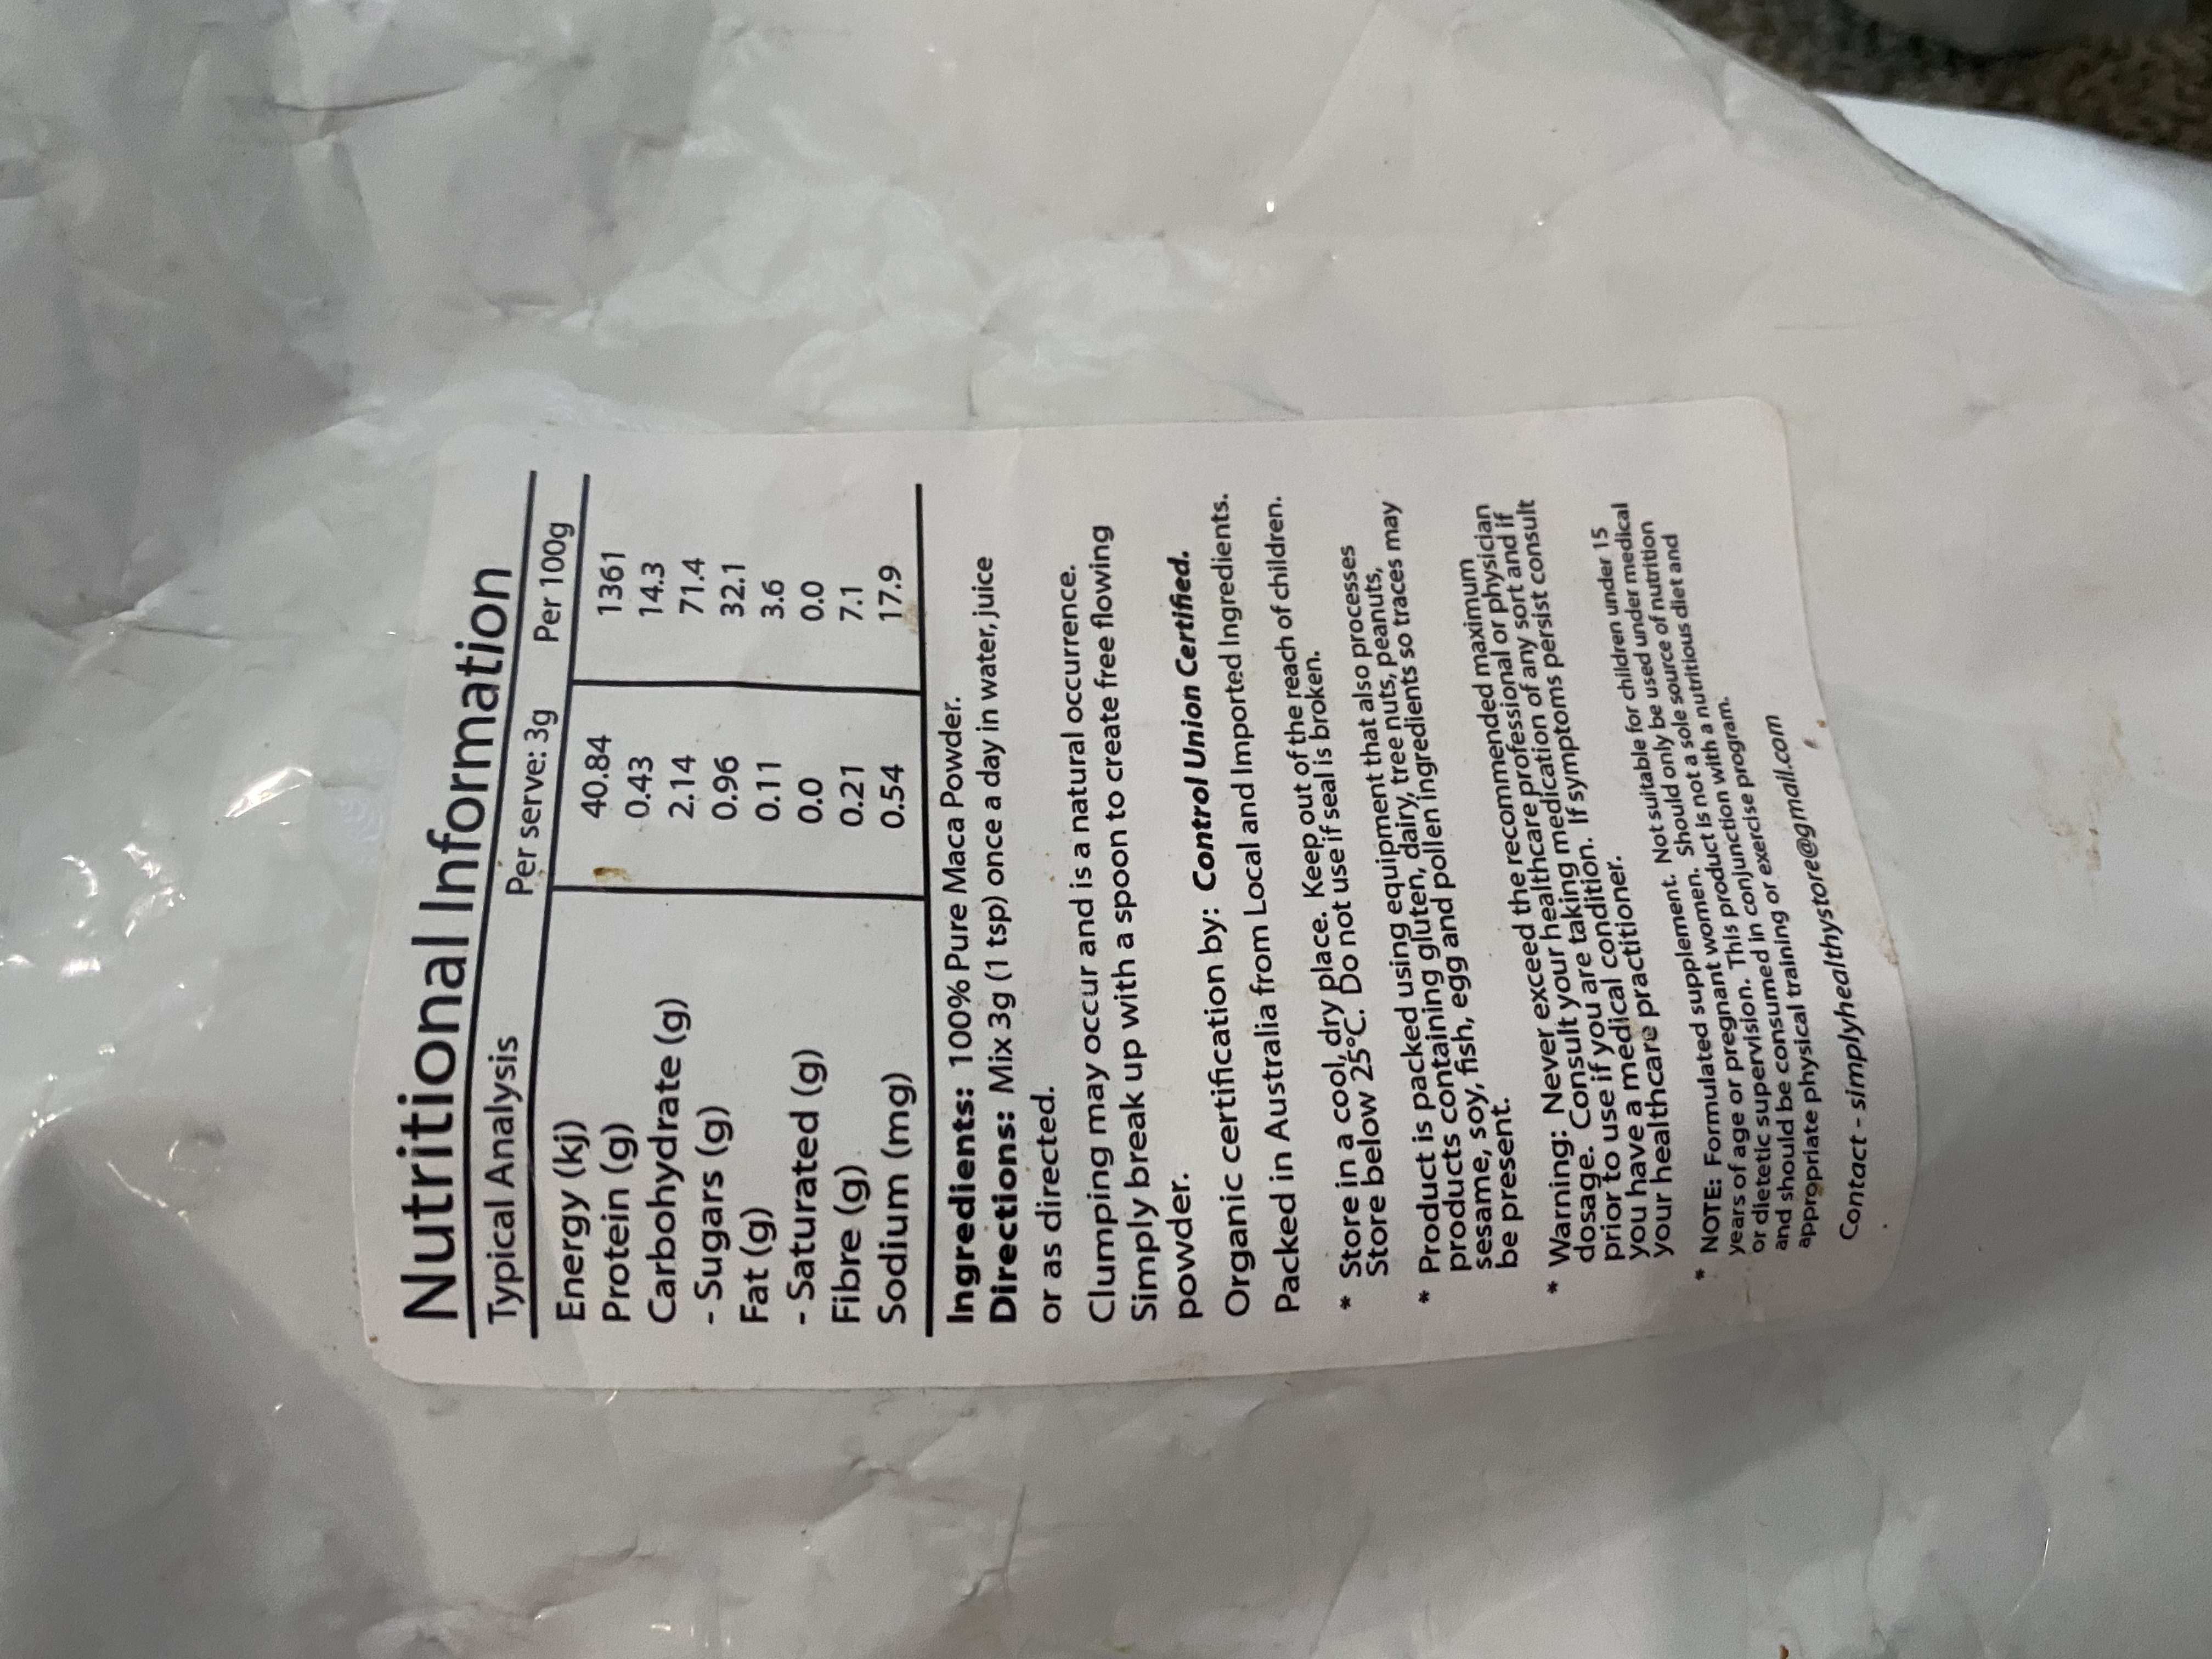 Nutritional Information
Typical Analysis Per serve: 3g Per 100g
Energy (kj) 40.84 1361
Protein (g) 0.43 14.3
Carbohydrate (g) 2.14 71.4
- Sugars (g) 0.96 32.1
Fat (g) 0.11 3.6
- Saturated (g) 0.0 0.0
Fibre (g) 0.21 7.1
Sodium (mg) 0.54 17.9
Ingredients: 100% Pure Maca Powder.
Directions: Mix 3g (1 tsp) once a day in water, juice
or as directed.
Clumping may occur and is a natural occurrence.
Simply break up with a spoon to create free flowing
powder.
Organic certification by: Control Union Certified.
Packed in Australia from Local and Imported Ingredients.
* Store in a cool, dry place. Keep out of the reach of children.
Store below 25°C. Do not use if seal is broken.
* Product is packed using equipment that also processes
products containing gluten, dairy, tree nuts, peanuts,
sesame, soy, fish, egg and pollen ingredients so traces may
be present.
* Warning: Never exceed the recommended maximum
dosage. Consult your healthcare professional or physician
prior to use if you are taking medication of any sort and if
you have a medical condition. If symptoms persist consult
your healthcare practitioner.
* NOTE: Formulated supplement. Not suitable for children under 15
years of age or pregnant women. Should only be used under medical
or dietetic supervision. This product is not a sole source of nutrition
and should be consumed in conjunction with a nutritious diet and
appropriate physical training or exercise program.
Contact - simplyhealthystore@gmail.com